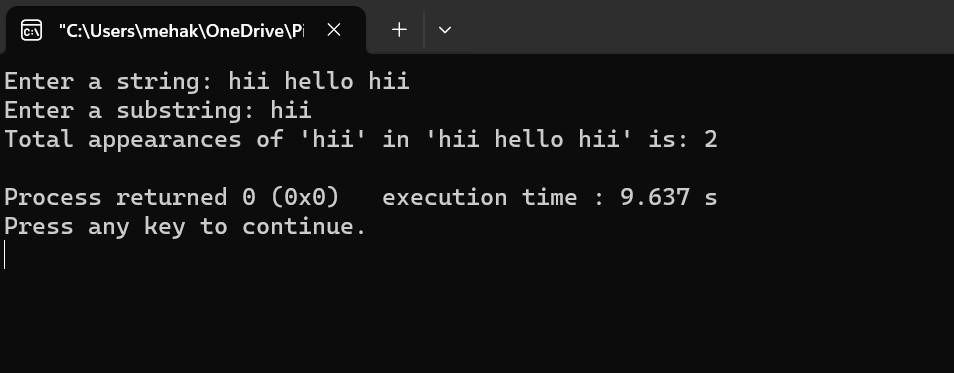 "C:\Users\mehak\OneDrive\Pi
Enter a string: hii hello hii
Enter a substring: hii
Total appearances of 'hii' in 'hii hello hii' is: 2
Process returned 0 (0x0)   execution time : 9.637 s
Press any key to continue.